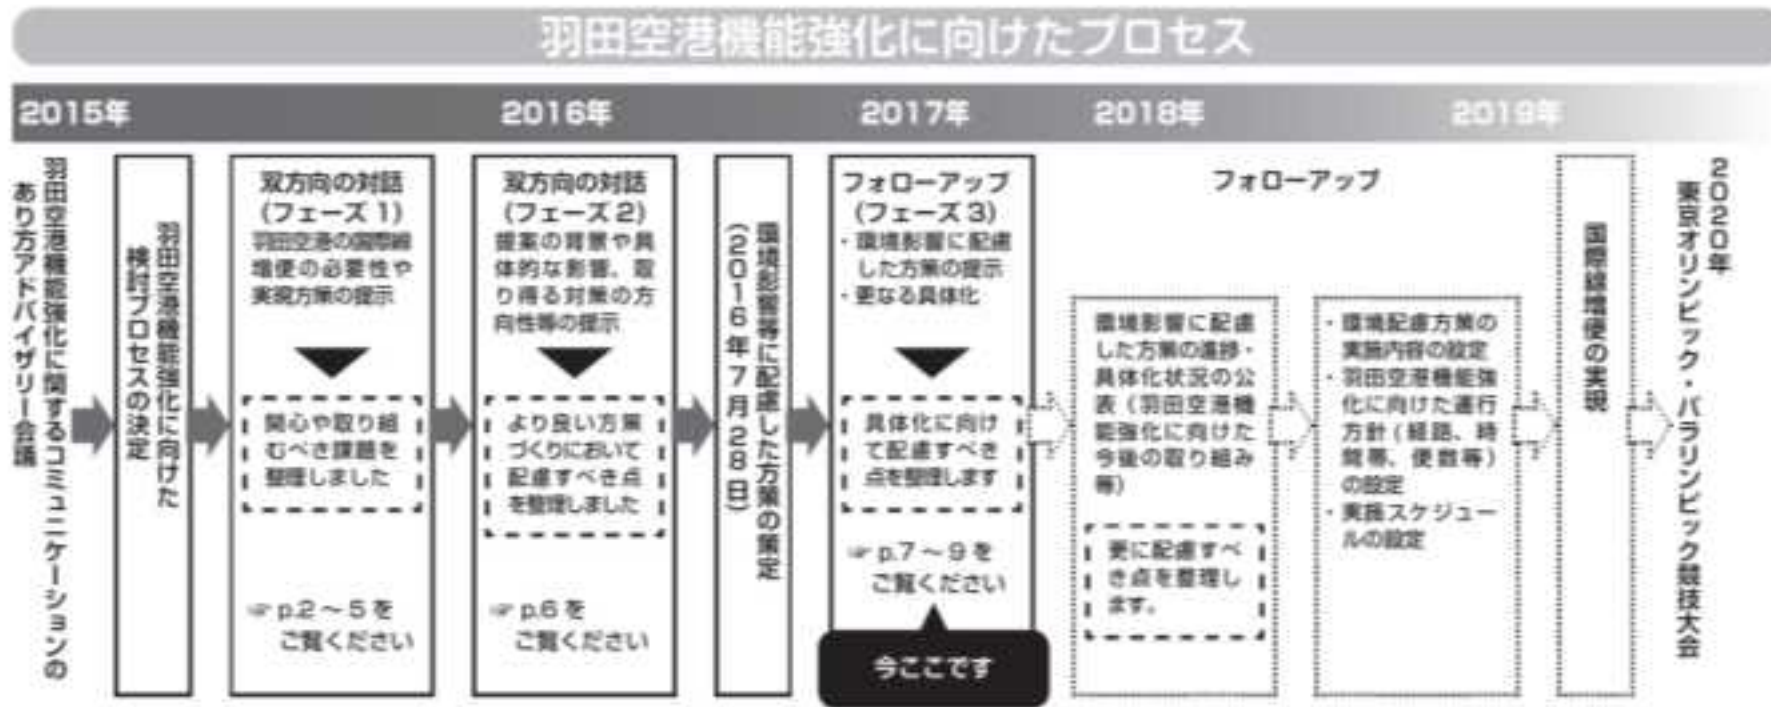 羽田空港機能強化に向けたプロセス
2015年
2016年
2017年
2018年
2019年
羽田空港機能強化に関するコミュニケーションの
あり方アドバイザリー会議
羽田空港機能強化に向けた
検討プロセスの決定
双方向の対話
(フェーズ1)
羽田空港の国際線
増便の必要性や
実現方策の提示
関心や取り組
むべき課題を
整理しました
☞ p.2～5を
ご覧ください
双方向の対話
(フェーズ2)
提案の背景や具
体的な影響、取
り得る対策の方
向性等の提示
より良い方策
づくりにおいて
配慮すべき点
を整理しました
☞ p.6を
ご覧ください
環境影響等に配慮した方策の策定
(2016年7月28日)
フォローアップ
(フェーズ3)
・環境影響に配慮
した方策の提示
・更なる具体化
具体化に向け
て配慮すべき
点を整理します
☞ p.7～9を
ご覧ください
今ここです
フォローアップ
環境影響に配慮
した方策の進捗・
具体化状況の公
表(羽田空港機
能強化に向けた
今後の取り組み
等)
更に配慮すべ
き点を整理し
ます。
・環境配慮方策の
実施内容の設定
・羽田空港機能強
化に向けた運行
方針(経路、時
間帯、便数等)
の設定
・実施スケジュー
ルの設定
国際線増便の実現
2020年
東京オリンピック・パラリンピック競技大会